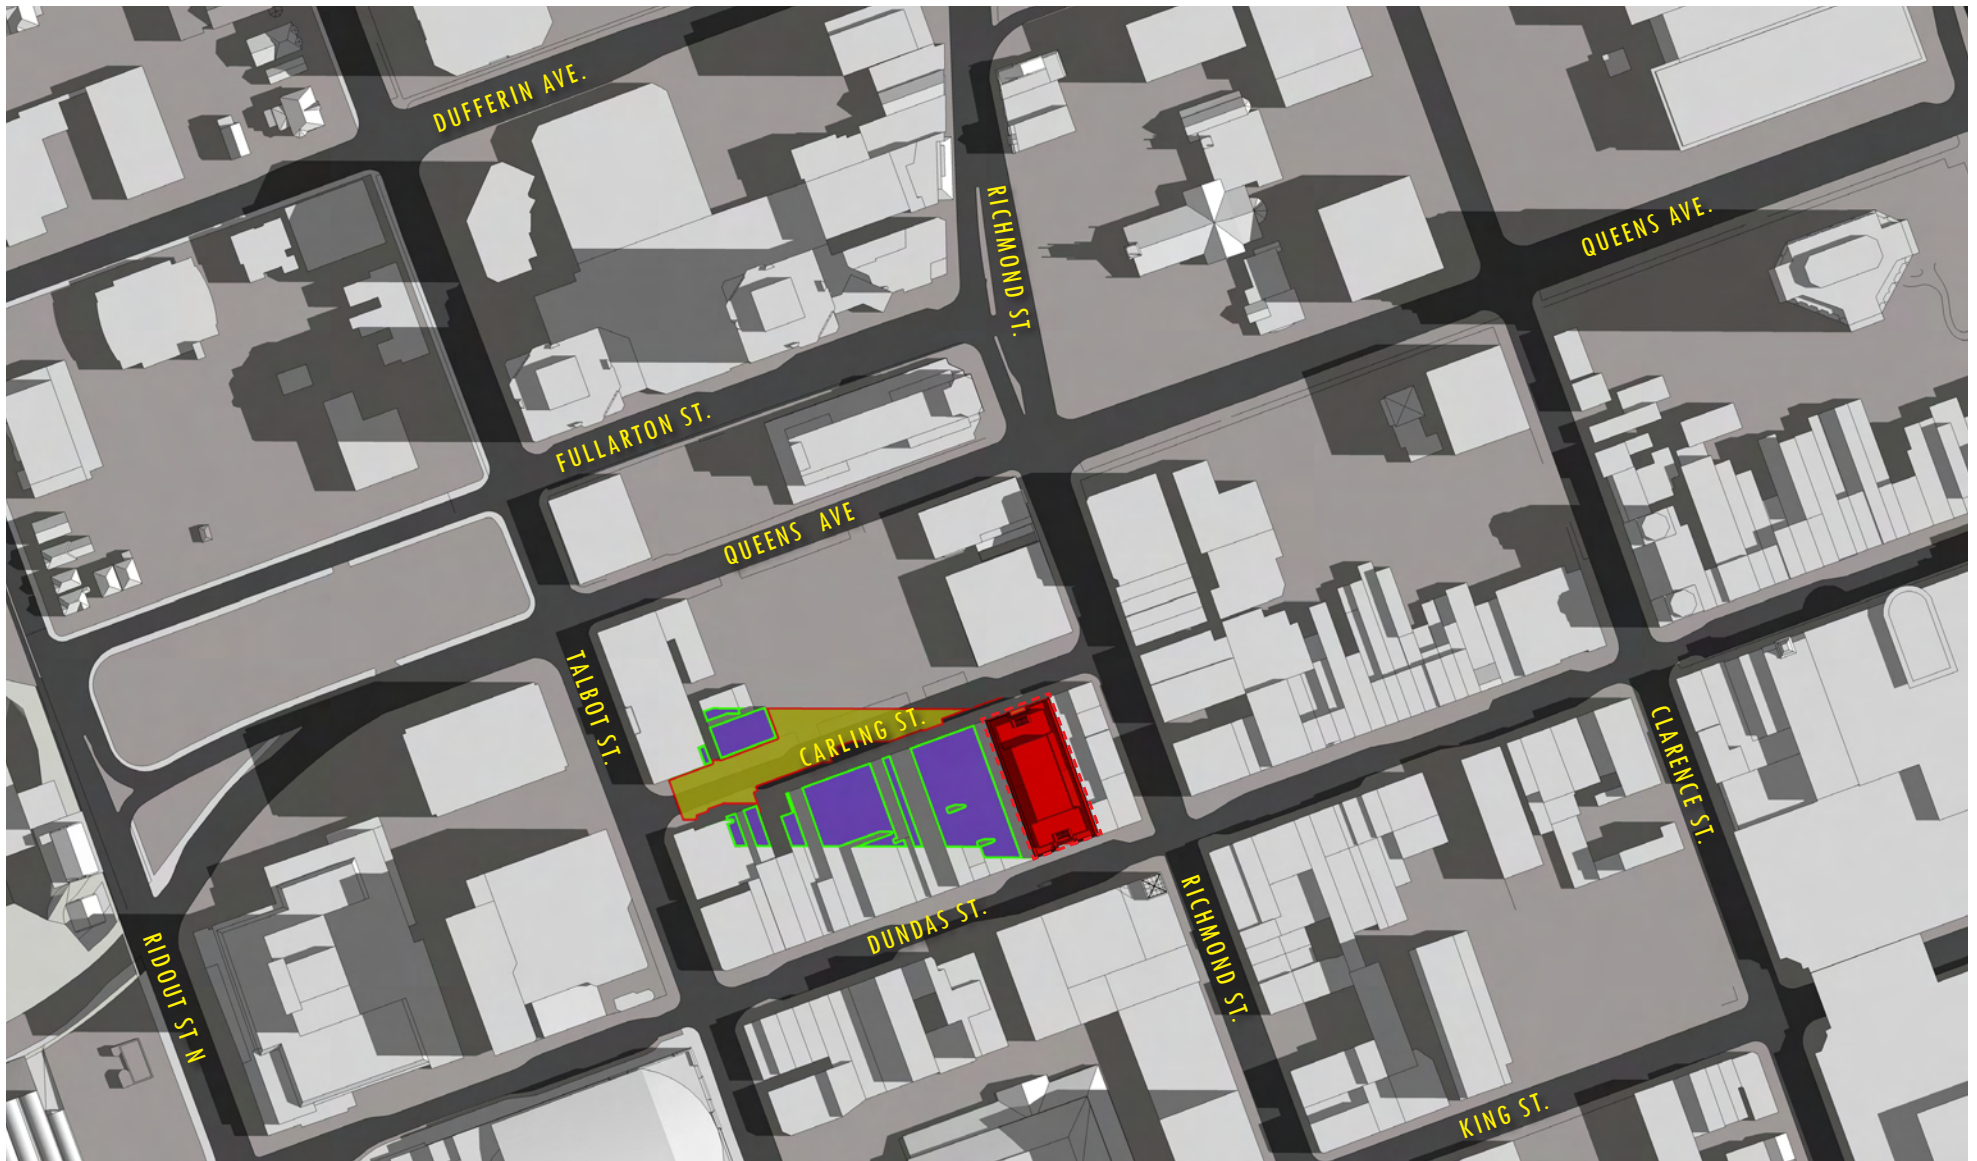 DUFFERIN AVE.
RICHMOND ST.
QUEENS AVE.
FULLARTON ST.
QUEENS AVE
TALBOT ST.
CARLING ST.
CLARENCE ST.
DUNDAS ST.
RICHMOND ST.
RIDOUT ST N
KING ST.